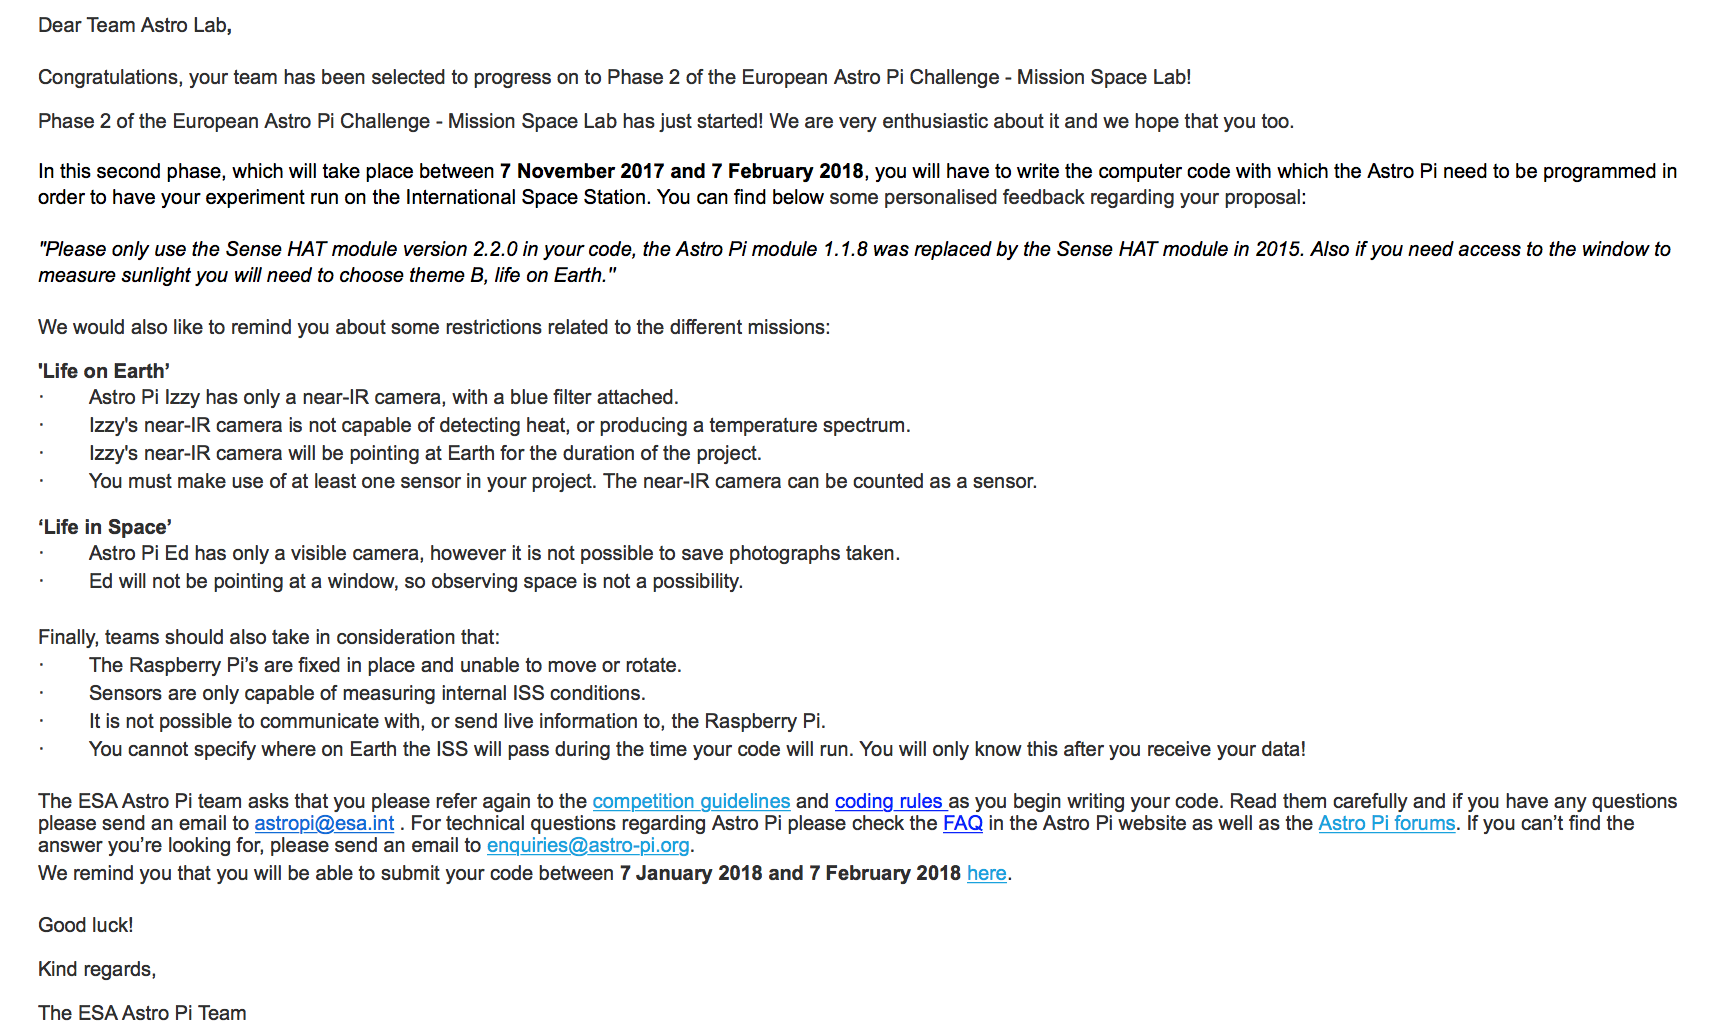 Dear Team Astro Lab,
Congratulations, your team has been selected to progress on to Phase 2 of the European Astro Pi Challenge - Mission Space Lab!
Phase 2 of the European Astro Pi Challenge - Mission Space Lab has just started! We are very enthusiastic about it and we hope that you too.
In this second phase, which will take place between 7 November 2017 and 7 February 2018, you will have to write the computer code with which the Astro Pi need to be programmed in
order to have your experiment run on the International Space Station. You can find below some personalised feedback regarding your proposal:
"Please only use the Sense HAT module version 2.2.0 in your code, the Astro Pi module 1.1.8 was replaced by the Sense HAT module in 2015. Also if you need access to the window to
measure sunlight you will need to choose theme B, life on Earth."
We would also like to remind you about some restrictions related to the different missions:
'Life on Earth’
· Astro Pi Izzy has only a near-IR camera, with a blue filter attached.
· Izzy's near-IR camera is not capable of detecting heat, or producing a temperature spectrum.
· Izzy's near-IR camera will be pointing at Earth for the duration of the project.
· You must make use of at least one sensor in your project. The near-IR camera can be counted as a sensor.
‘Life in Space’
· Astro Pi Ed has only a visible camera, however it is not possible to save photographs taken.
· Ed will not be pointing at a window, so observing space is not a possibility.
Finally, teams should also take in consideration that:
· The Raspberry Pi’s are fixed in place and unable to move or rotate.
· Sensors are only capable of measuring internal ISS conditions.
· It is not possible to communicate with, or send live information to, the Raspberry Pi.
· You cannot specify where on Earth the ISS will pass during the time your code will run. You will only know this after you receive your data!
The ESA Astro Pi team asks that you please refer again to the competition guidelines and coding rules as you begin writing your code. Read them carefully and if you have any questions
please send an email to astropi@esa.int . For technical questions regarding Astro Pi please check the FAQ in the Astro Pi website as well as the Astro Pi forums. If you can’t find the
answer you’re looking for, please send an email to enquiries@astro-pi.org.
We remind you that you will be able to submit your code between 7 January 2018 and 7 February 2018 here.
Good luck!
Kind regards,
The ESA Astro Pi Team